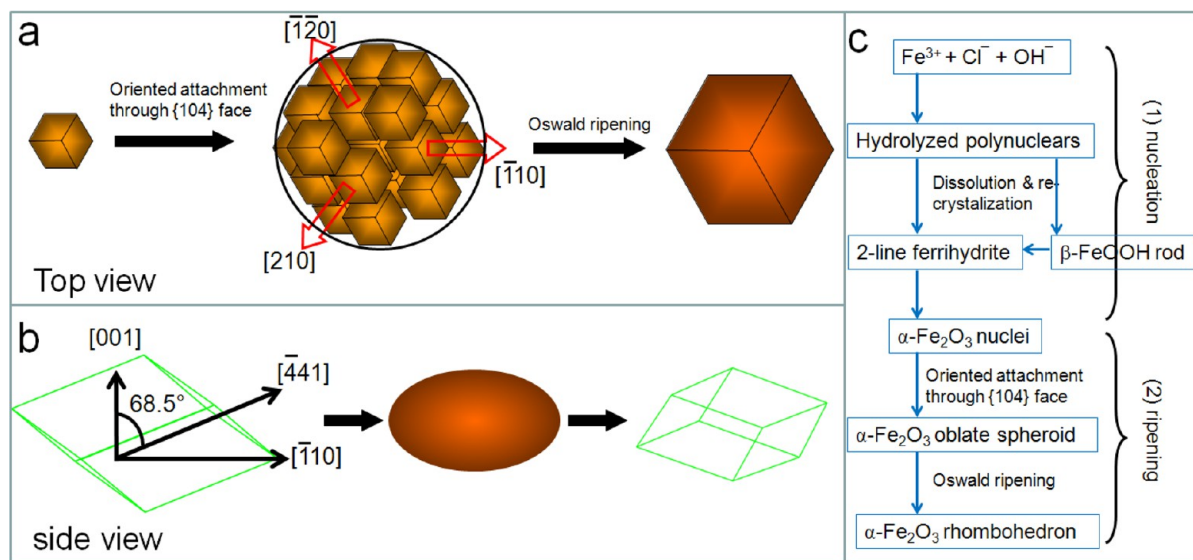 a
[1̅2̅0]
Oriented attachment
through {104} face
Oswald ripening
[1̅10]
[210]
Top view
b
[001]
[4̅41]
68.5°
[1̅10]
side view
c
Fe³⁺ + Cl⁻ + OH⁻
Hydrolyzed polynuclears
Dissolution & re-
crystalization
2-line ferrihydrite
β-FeOOH rod
(1) nucleation
α-Fe₂O₃ nuclei
Oriented attachment
through {104} face
α-Fe₂O₃ oblate spheroid
Oswald ripening
α-Fe₂O₃ rhombohedron
(2) ripening